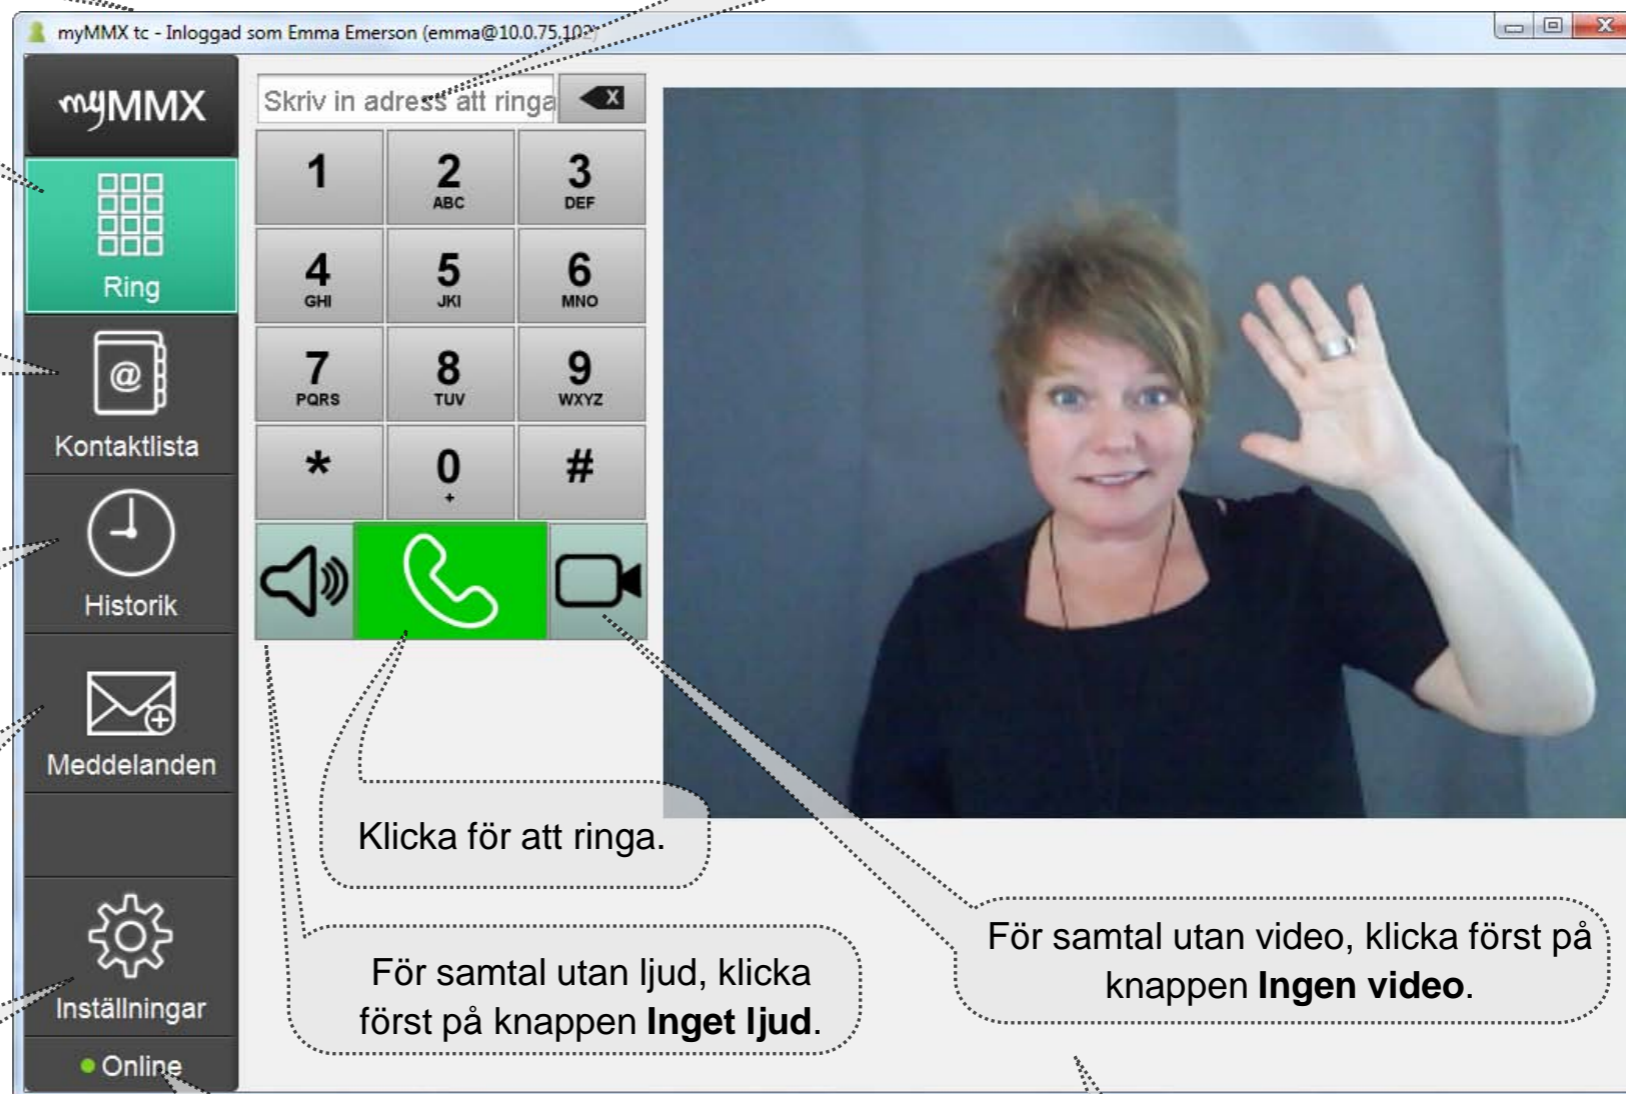 myMMX tc - Inloggad som Emma Emerson (emma@10.0.75.102)
myMMX
Ring
Kontaktlista
Historik
Meddelanden
Inställningar
Online
Skriv in adress att ringa
X
1
2
ABC
3
DEF
4
GHI
5
JKl
6
MNO
7
PQRS
8
TUV
9
WXYZ
*
0
+
#
Klicka för att ringa.
För samtal utan ljud, klicka
först på knappen Inget ljud.
För samtal utan video, klicka först på
knappen Ingen video.